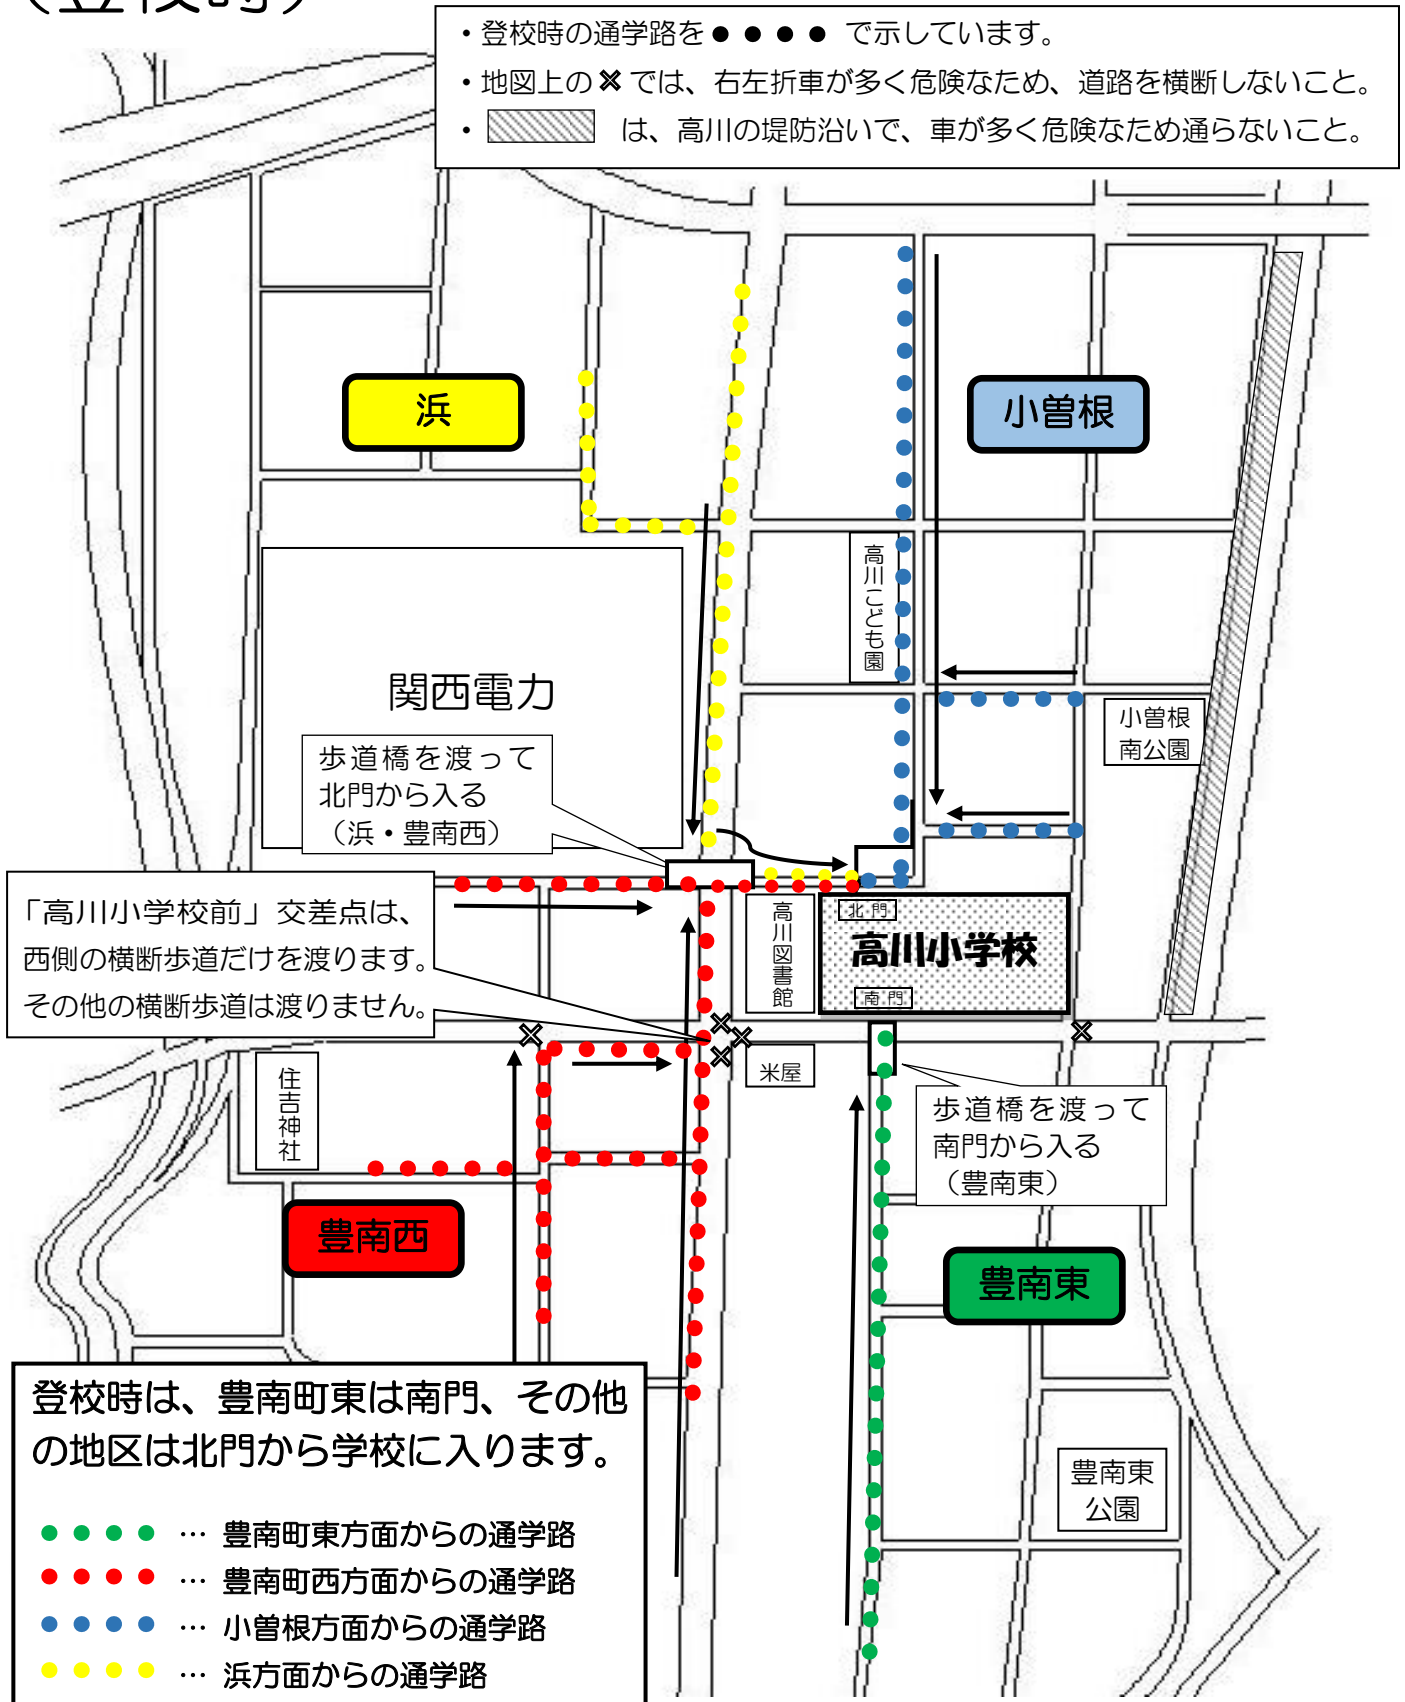 （登校時）
・登校時の通学路を●●●● で示しています。
・地図上の✖では、右左折車が多く危険なため、道路を横断しないこと。
・ は、高川の堤防沿いで、車が多く危険なため通らないこと。
浜
小曽根
高川こども園
関西電力
小曽根
南公園
歩道橋を渡って
北門から入る
（浜・豊南西）
「高川小学校前」交差点は、
西側の横断歩道だけを渡ります。
その他の横断歩道は渡りません。
高川図書館
北門
高川小学校
南門
住吉神社
米屋
歩道橋を渡って
南門から入る
（豊南東）
豊南西
豊南東
登校時は、豊南町東は南門、その他
の地区は北門から学校に入ります。
豊南東
公園
●●●● … 豊南町東方面からの通学路
●●●● … 豊南町西方面からの通学路
●●●● … 小曽根方面からの通学路
●●●● … 浜方面からの通学路